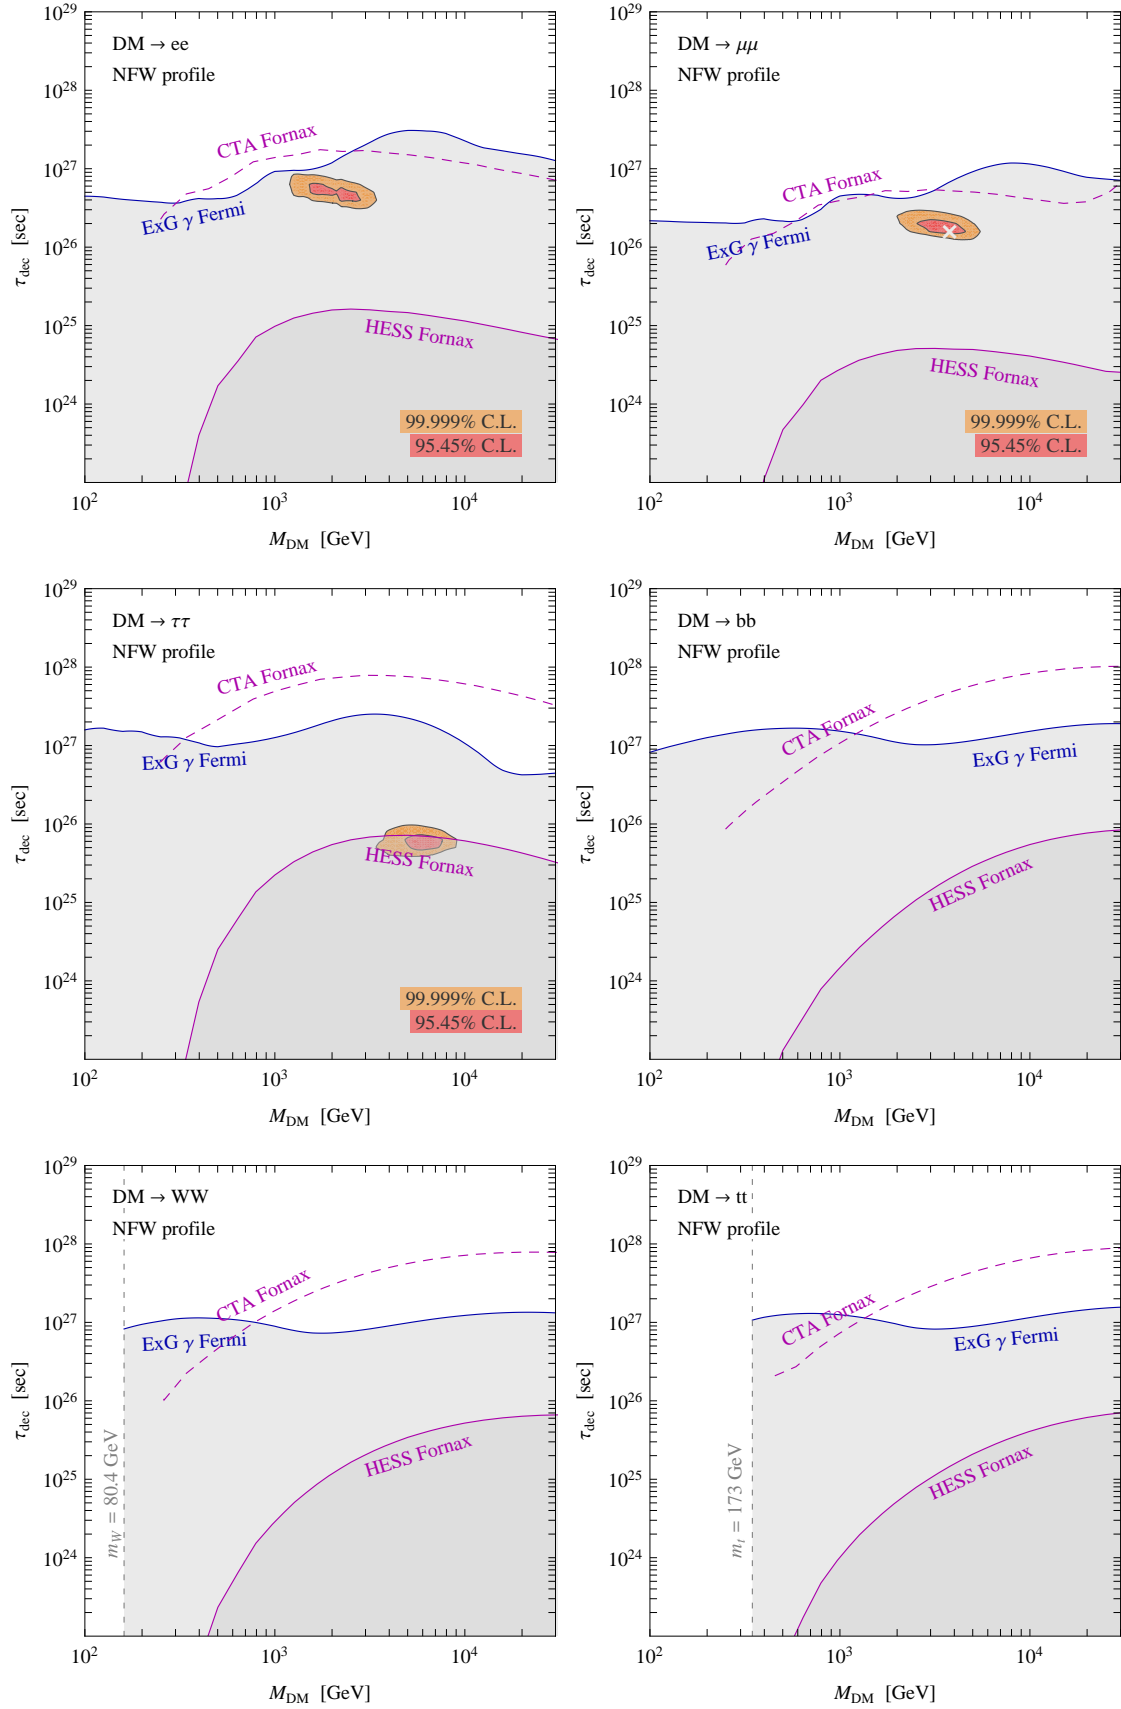 10^29
10^28
10^27
10^26
10^25
10^24
τ_dec [sec]
DM → ee
NFW profile
CTA Fornax
ExG γ Fermi
HESS Fornax
99.999% C.L.
95.45% C.L.
10^2
10^3
10^4
M_DM [GeV]
10^29
10^28
10^27
10^26
10^25
10^24
τ_dec [sec]
DM → μμ
NFW profile
CTA Fornax
ExG γ Fermi
HESS Fornax
99.999% C.L.
95.45% C.L.
10^2
10^3
10^4
M_DM [GeV]
10^29
10^28
10^27
10^26
10^25
10^24
τ_dec [sec]
DM → ττ
NFW profile
CTA Fornax
ExG γ Fermi
HESS Fornax
99.999% C.L.
95.45% C.L.
10^2
10^3
10^4
M_DM [GeV]
10^29
10^28
10^27
10^26
10^25
10^24
τ_dec [sec]
DM → bb
NFW profile
CTA Fornax
ExG γ Fermi
HESS Fornax
10^2
10^3
10^4
M_DM [GeV]
10^29
10^28
10^27
10^26
10^25
10^24
τ_dec [sec]
DM → WW
NFW profile
CTA Fornax
ExG γ Fermi
HESS Fornax
m_W = 80.4 GeV
10^2
10^3
10^4
M_DM [GeV]
10^29
10^28
10^27
10^26
10^25
10^24
τ_dec [sec]
DM → tt
NFW profile
CTA Fornax
ExG γ Fermi
HESS Fornax
m_t = 173 GeV
10^2
10^3
10^4
M_DM [GeV]